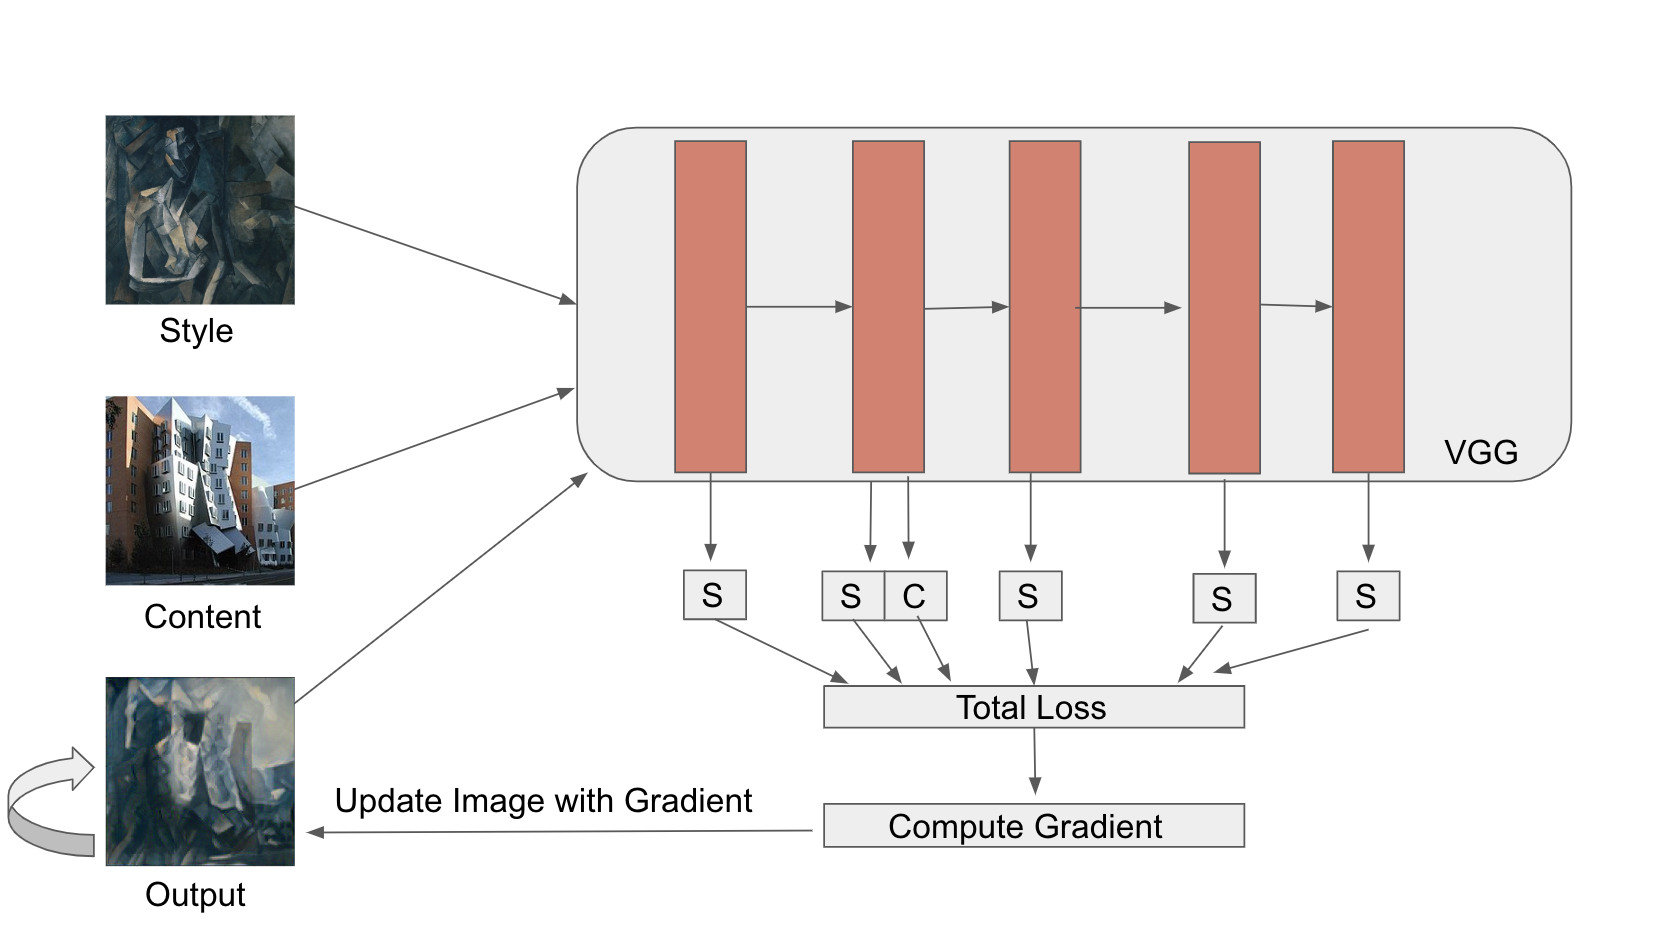 Style
VGG
Content
S
S
C
S
S
S
Total Loss
Update Image with Gradient
Compute Gradient
Output